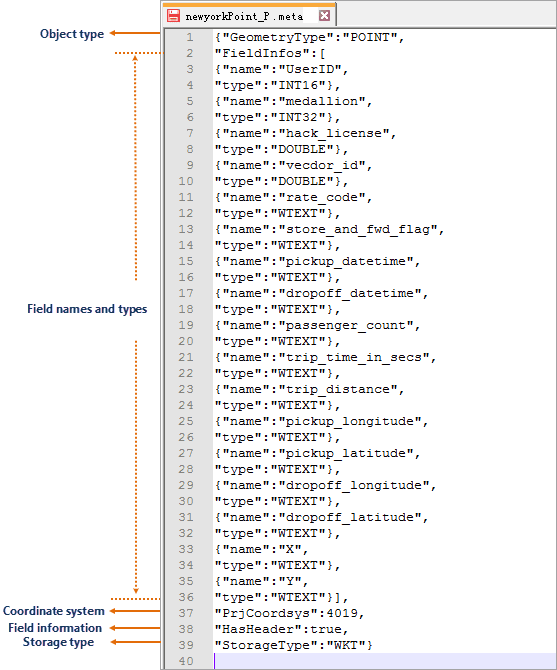 newyorkPoint_P.meta
Object type
1 {"GeometryType":"POINT",
2 "FieldInfos":[
3 {"name":"UserID",
4 "type":"INT16"},
5 {"name":"medallion",
6 "type":"INT32"},
7 {"name":"hack_license",
8 "type":"DOUBLE"},
9 {"name":"vecdor_id",
10 "type":"DOUBLE"},
11 {"name":"rate_code",
12 "type":"WTEXT"},
13 {"name":"store_and_fwd_flag",
14 "type":"WTEXT"},
15 {"name":"pickup_datetime",
16 "type":"WTEXT"},
17 {"name":"dropoff_datetime",
Field names and types
18 "type":"WTEXT"},
19 {"name":"passenger_count",
20 "type":"WTEXT"},
21 {"name":"trip_time_in_secs",
22 "type":"WTEXT"},
23 {"name":"trip_distance",
24 "type":"WTEXT"},
25 {"name":"pickup_longitude",
26 "type":"WTEXT"},
27 {"name":"pickup_latitude",
28 "type":"WTEXT"},
29 {"name":"dropoff_longitude",
30 "type":"WTEXT"},
31 {"name":"dropoff_latitude",
32 "type":"WTEXT"},
33 {"name":"X",
34 "type":"WTEXT"},
35 {"name":"Y",
36 "type":"WTEXT"}],
Coordinate system
37 "PrjCoordsys":4019,
Field information
38 "HasHeader":true,
Storage type
39 "StorageType":"WKT"}
40